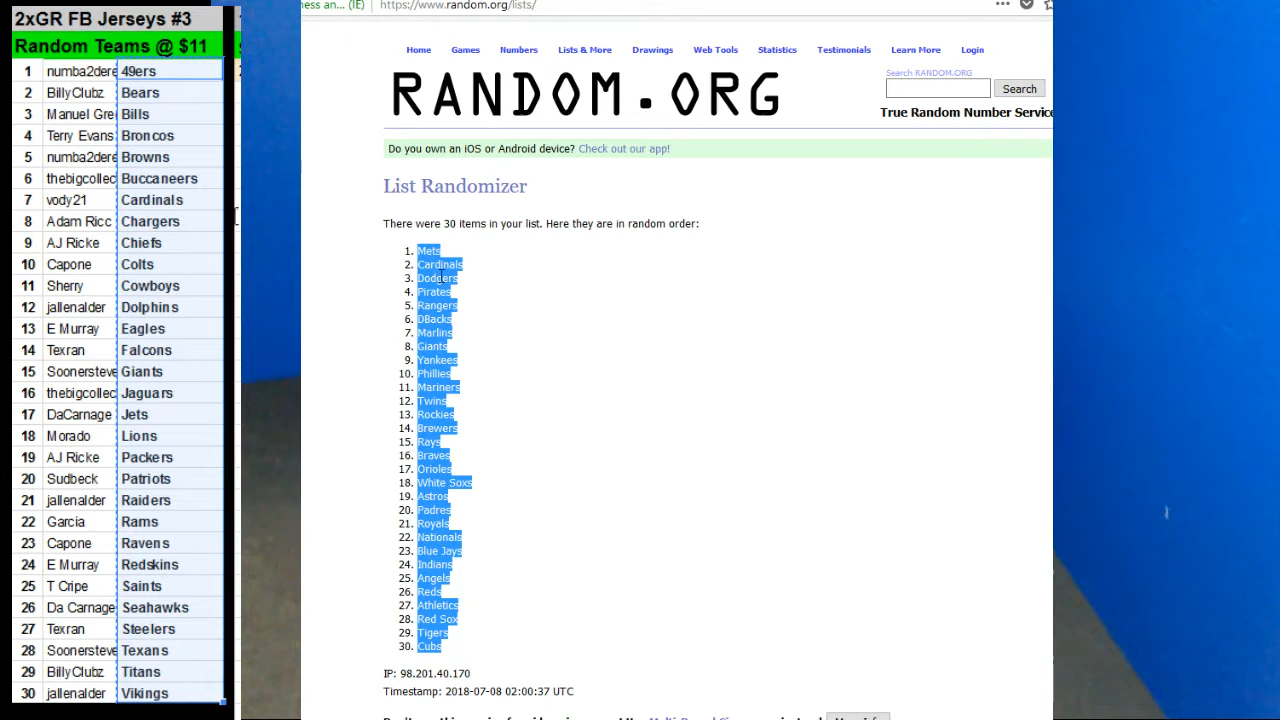 2xGR FB Jerseys #3
Random Teams @ $11
1 numba2dere 49ers
2 BillyClubz Bears
3 Manuel Gre Bills
4 Terry Evans Broncos
5 numba2dere Browns
6 thebigcollec Buccaneers
7 vody21 Cardinals
8 Adam Ricc Chargers
9 AJ Ricke Chiefs
10 Capone Colts
11 Sherry Cowboys
12 jallenalder Dolphins
13 E Murray Eagles
14 Texran Falcons
15 Soonersteve Giants
16 thebigcollec Jaguars
17 DaCarnage Jets
18 Morado Lions
19 AJ Ricke Packers
20 Sudbeck Patriots
21 jallenalder Raiders
22 Garcia Rams
23 Capone Ravens
24 E Murray Redskins
25 T Cripe Saints
26 Da Carnage Seahawks
27 Texran Steelers
28 Soonersteve Texans
29 BillyClubz Titans
30 jallenalder Vikings
ness an... (IE) https://www.random.org/lists/
Home Games Numbers Lists & More Drawings Web Tools Statistics Testimonials Learn More Login
RANDOM.ORG
Search RANDOM.ORG
Search
True Random Number Service
Do you own an iOS or Android device? Check out our app!
List Randomizer
There were 30 items in your list. Here they are in random order:
1. Mets
2. Cardinals
3. Dodgers
4. Pirates
5. Rangers
6. DBacks
7. Marlins
8. Giants
9. Yankees
10. Phillies
11. Mariners
12. Twins
13. Rockies
14. Brewers
15. Rays
16. Braves
17. Orioles
18. White Soxs
19. Astros
20. Padres
21. Royals
22. Nationals
23. Blue Jays
24. Indians
25. Angels
26. Reds
27. Athletics
28. Red Sox
29. Tigers
30. Cubs
IP: 98.201.40.170
Timestamp: 2018-07-08 02:00:37 UTC